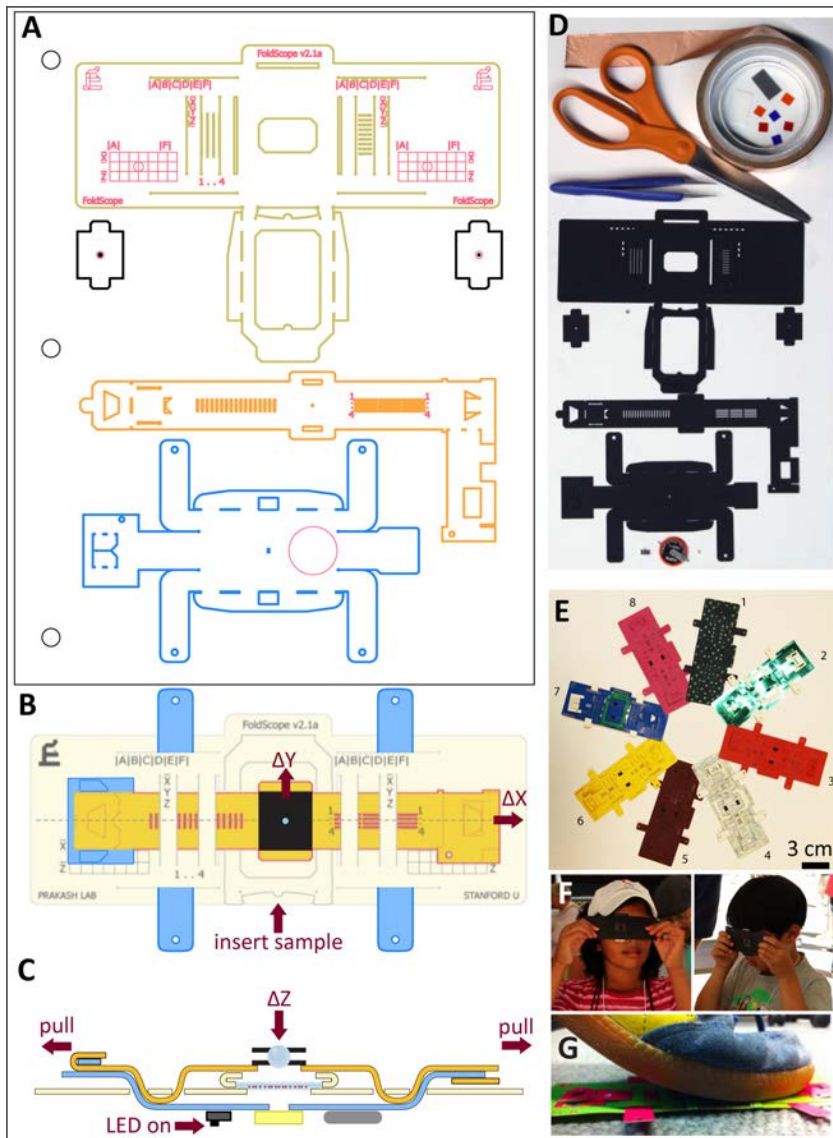 A
FoldScope v2.1a
|A|B|C|D|E|F|
|A|B|C|D|E|F|
X
Y
Z
X
Y
Z
|A| |F|
|A| |F|
X
Z
X
Z
1 . . 4
FoldScope
FoldScope
1
4
1
4
B
FoldScope v2.1a
|A|B|C|D|E|F|
|A|B|C|D|E|F|
ΔY
X
Y
Z
X
Y
Z
ΔX
1
4
1
4
X
Z
Z
1 . . 4
PRAKASH LAB
STANFORD U
insert sample
C
ΔZ
pull
pull
LED on
D
E
1
2
3
4
5
6
7
8
3 cm
F
G